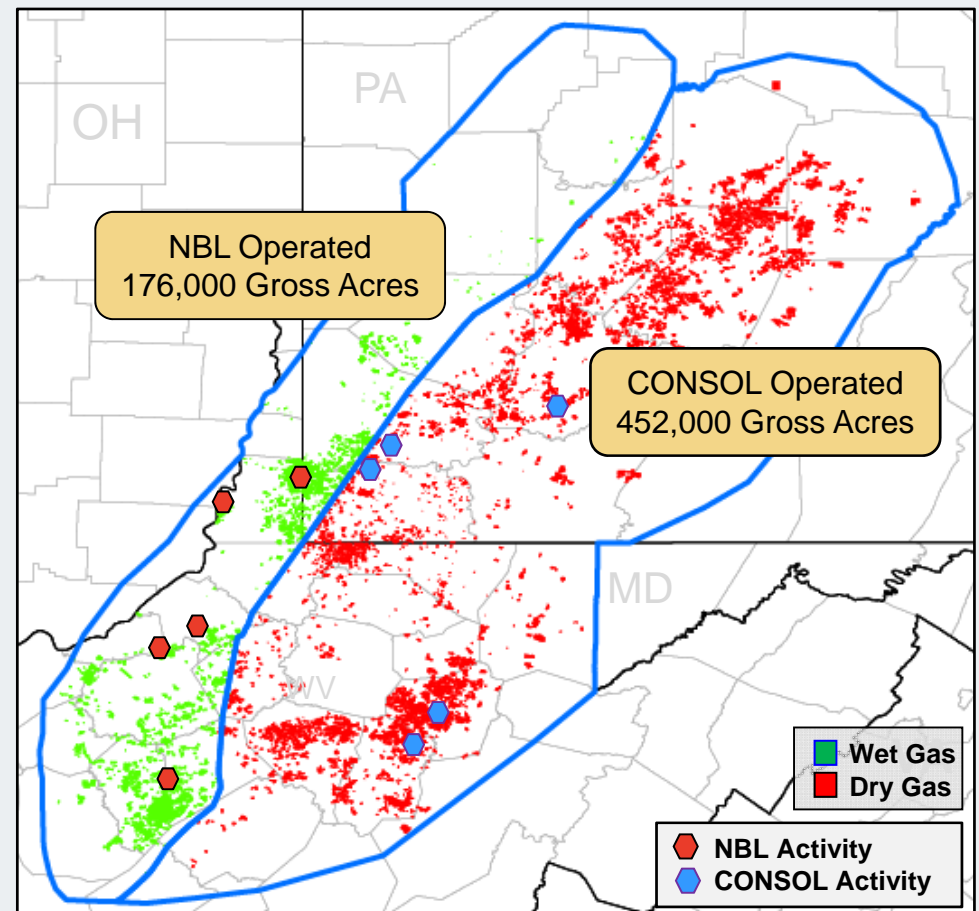 PA
OH
NBL Operated
176,000 Gross Acres
CONSOL Operated
452,000 Gross Acres
MD
WV
Wet Gas
Dry Gas
NBL Activity
CONSOL Activity